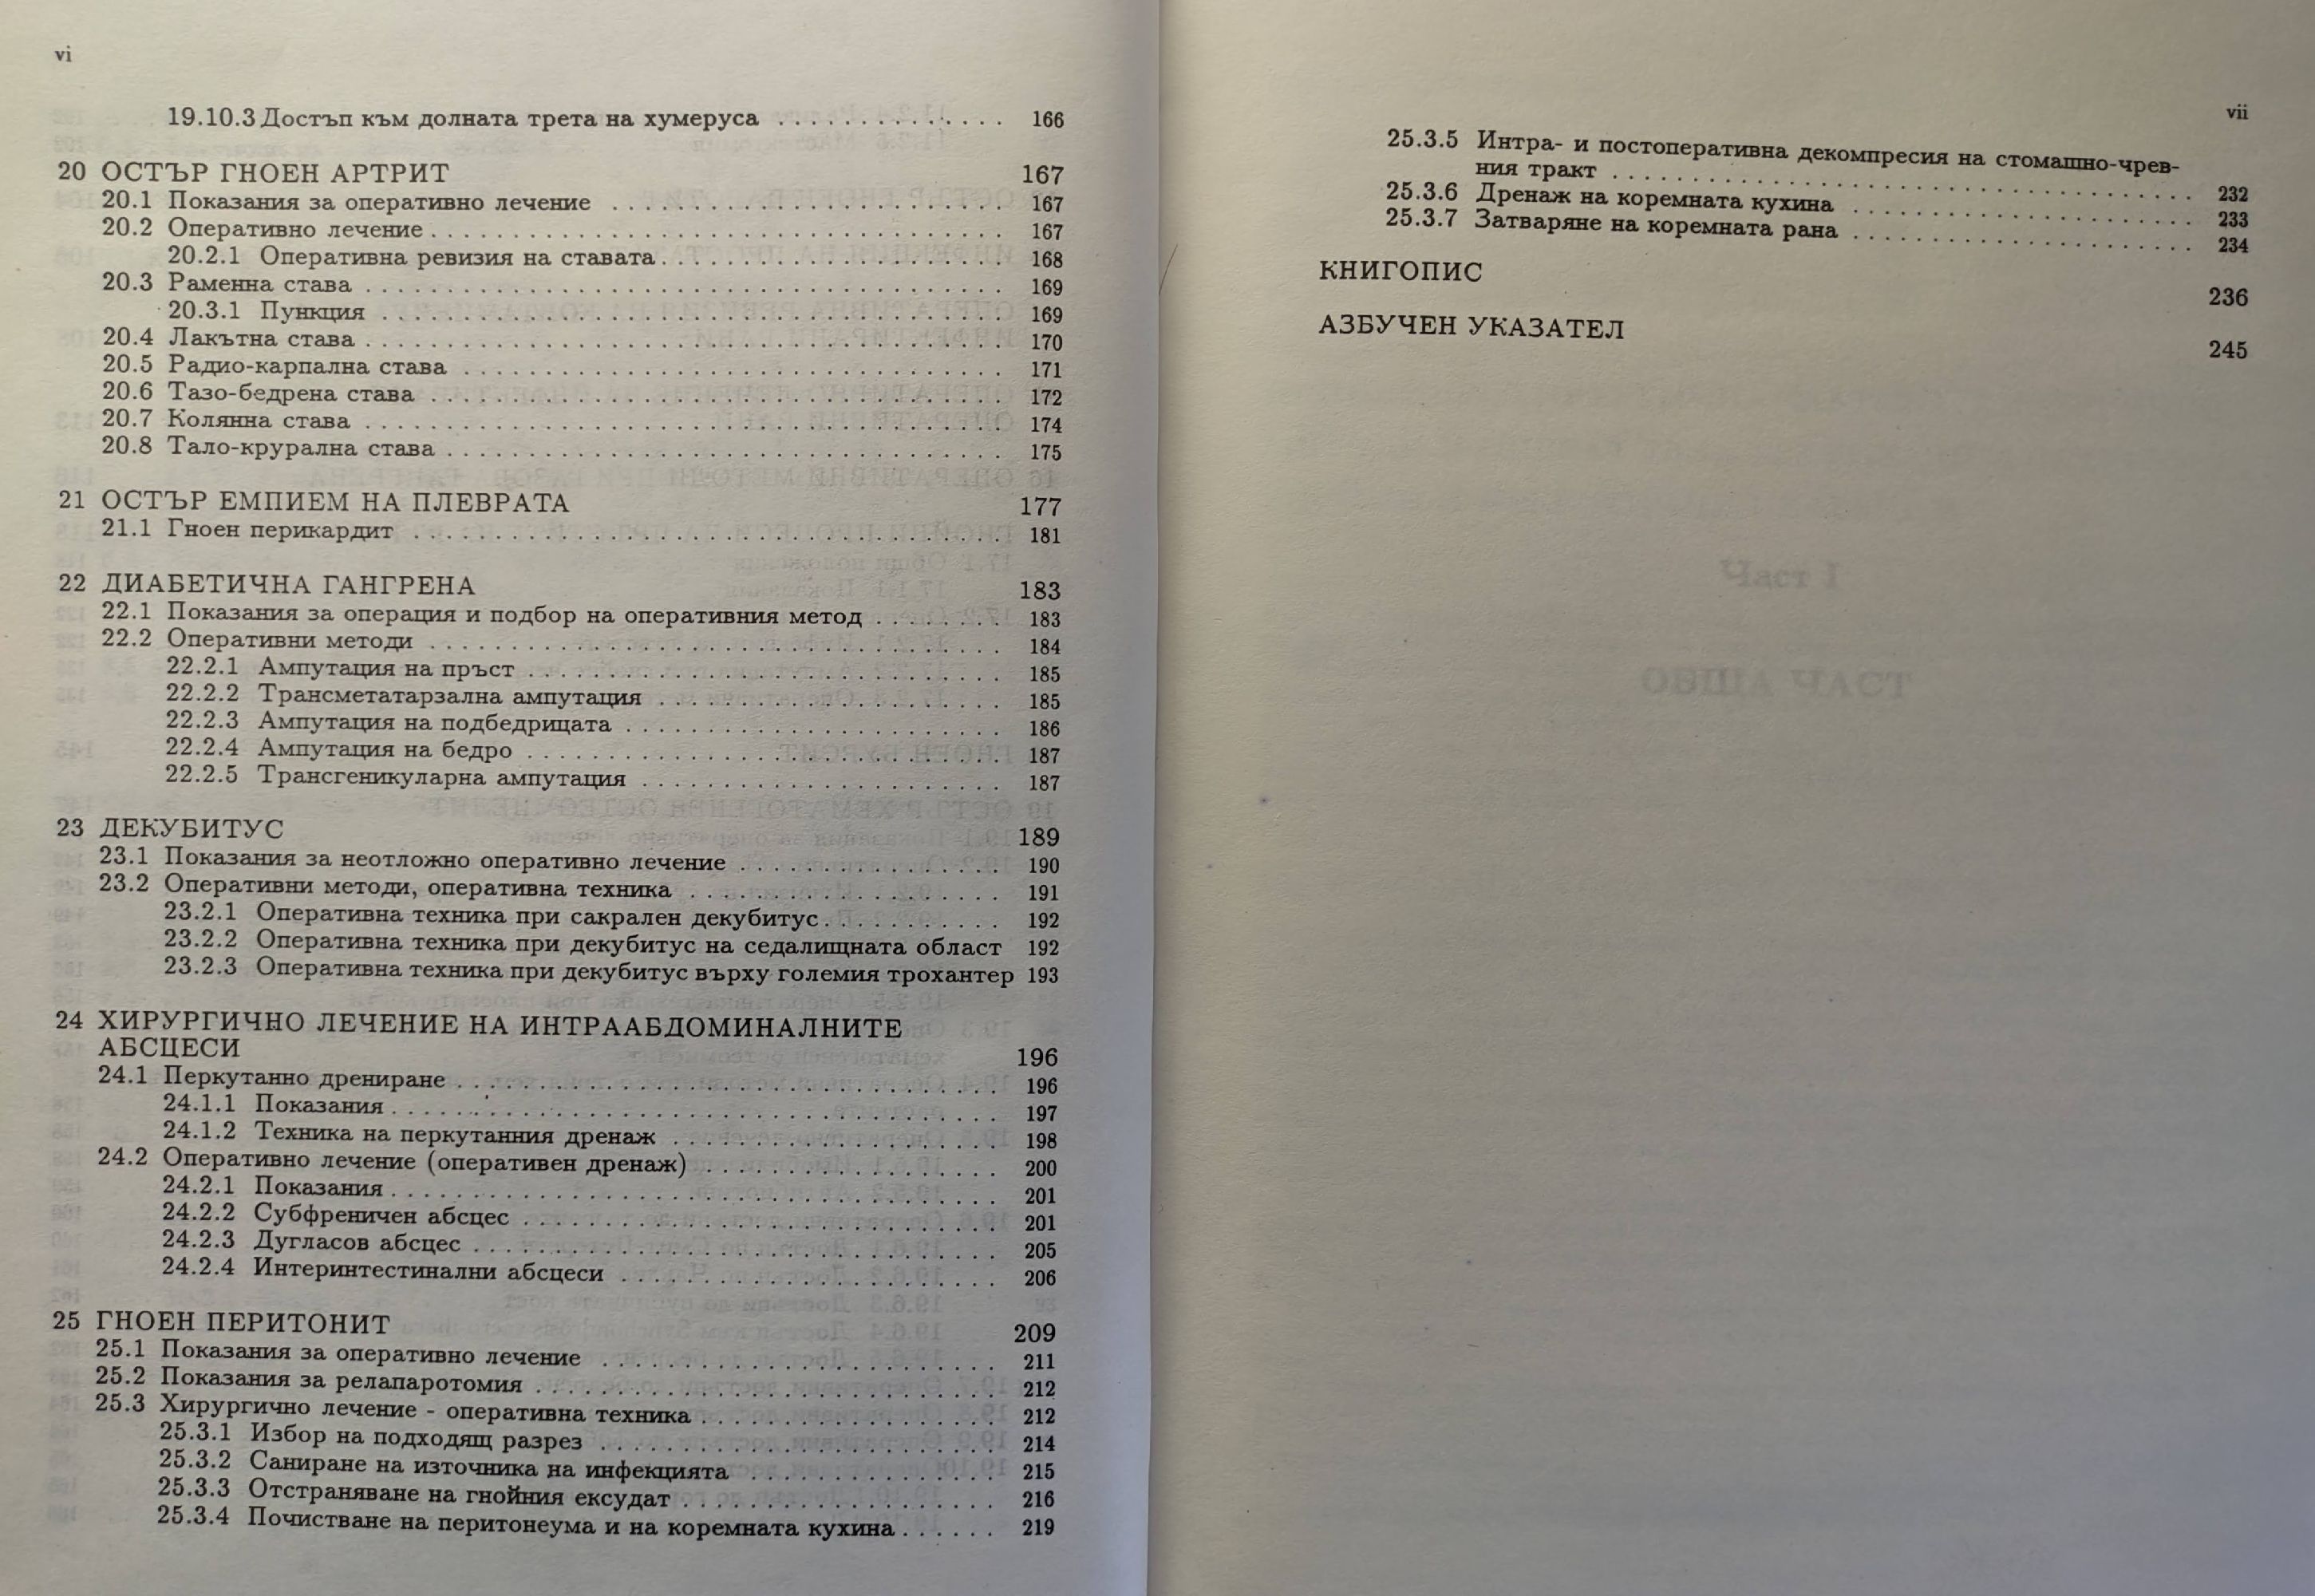 vi
19.10.3 Достъп към долната трета на хумеруса . . . . . . . . . . . . . 166
20 ОСТЪР ГНОЕН АРТРИТ 167
20.1 Показания за оперативно лечение . . . . . . . . . . . . . 167
20.2 Оперативно лечение . . . . . . . . . . . . . 167
20.2.1 Оперативна ревизия на ставата . . . . . . . . . . . . . 168
20.3 Раменна става . . . . . . . . . . . . . 169
20.3.1 Пункция . . . . . . . . . . . . . 169
20.4 Лакътна става . . . . . . . . . . . . . 170
20.5 Радио-карпална става . . . . . . . . . . . . . 171
20.6 Тазо-бедрена става . . . . . . . . . . . . . 172
20.7 Колянна става . . . . . . . . . . . . . 174
20.8 Тало-крурална става . . . . . . . . . . . . . 175
21 ОСТЪР ЕМПИЕМ НА ПЛЕВРАТА 177
21.1 Гноен перикардит . . . . . . . . . . . . . 181
22 ДИАБЕТИЧНА ГАНГРЕНА 183
22.1 Показания за операция и подбор на оперативния метод . . . . . . . . 183
22.2 Оперативни методи . . . . . . . . . . . . . 184
22.2.1 Ампутация на пръст . . . . . . . . . . . . . 185
22.2.2 Трансметатарзална ампутация . . . . . . . . . . . . . 185
22.2.3 Ампутация на подбедрицата . . . . . . . . . . . . . 186
22.2.4 Ампутация на бедро . . . . . . . . . . . . . 187
22.2.5 Трансгеникуларна ампутация . . . . . . . . . . . . . 187
23 ДЕКУБИТУС 189
23.1 Показания за неотложно оперативно лечение . . . . . . . . . . . . . 190
23.2 Оперативни методи, оперативна техника . . . . . . . . . . . . . 191
23.2.1 Оперативна техника при сакрален декубитус . . . . . . . . . . . 192
23.2.2 Оперативна техника при декубитус на седалищната област 192
23.2.3 Оперативна техника при декубитус върху големия трохантер 193
24 ХИРУРГИЧНО ЛЕЧЕНИЕ НА ИНТРААБДОМИНАЛНИТЕ
АБСЦЕСИ 196
24.1 Перкутанно дрениране . . . . . . . . . . . . . 196
24.1.1 Показания . . . . . . . . . . . . . 197
24.1.2 Техника на перкутанния дренаж . . . . . . . . . . . . . 198
24.2 Оперативно лечение (оперативен дренаж) . . . . . . . . . . . . . 200
24.2.1 Показания . . . . . . . . . . . . . 201
24.2.2 Субфреничен абсцес . . . . . . . . . . . . . 201
24.2.3 Дугласов абсцес . . . . . . . . . . . . . 205
24.2.4 Интеринтестинални абсцеси . . . . . . . . . . . . . 206
25 ГНОЕН ПЕРИТОНИТ 209
25.1 Показания за оперативно лечение . . . . . . . . . . . . . 211
25.2 Показания за релапаротомия . . . . . . . . . . . . . 212
25.3 Хирургично лечение - оперативна техника . . . . . . . . . . . . . 212
25.3.1 Избор на подходящ разрез . . . . . . . . . . . . . 214
25.3.2 Саниране на източника на инфекцията . . . . . . . . . . . . . 215
25.3.3 Отстраняване на гнойния ексудат . . . . . . . . . . . . . 216
25.3.4 Почистване на перитонеума и на коремната кухина . . . . . . 219
vii
25.3.5 Интра- и постоперативна декомпресия на стомашно-чрев-
ния тракт . . . . . . . . . . . . . 232
25.3.6 Дренаж на коремната кухина . . . . . . . . . . . . . 233
25.3.7 Затваряне на коремната рана . . . . . . . . . . . . . 234
КНИГОПИС 236
АЗБУЧЕН УКАЗАТЕЛ 245
Част I
ОБЩА ЧАСТ